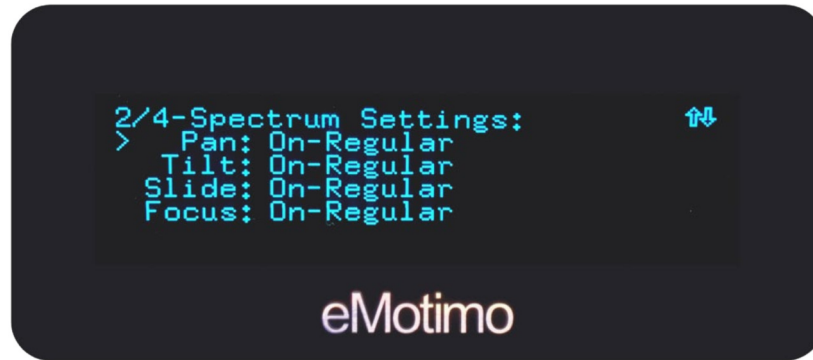 2/4-Spectrum Settings: ⇧⇩
> Pan: On-Regular
Tilt: On-Regular
Slide: On-Regular
Focus: On-Regular
eMotimo